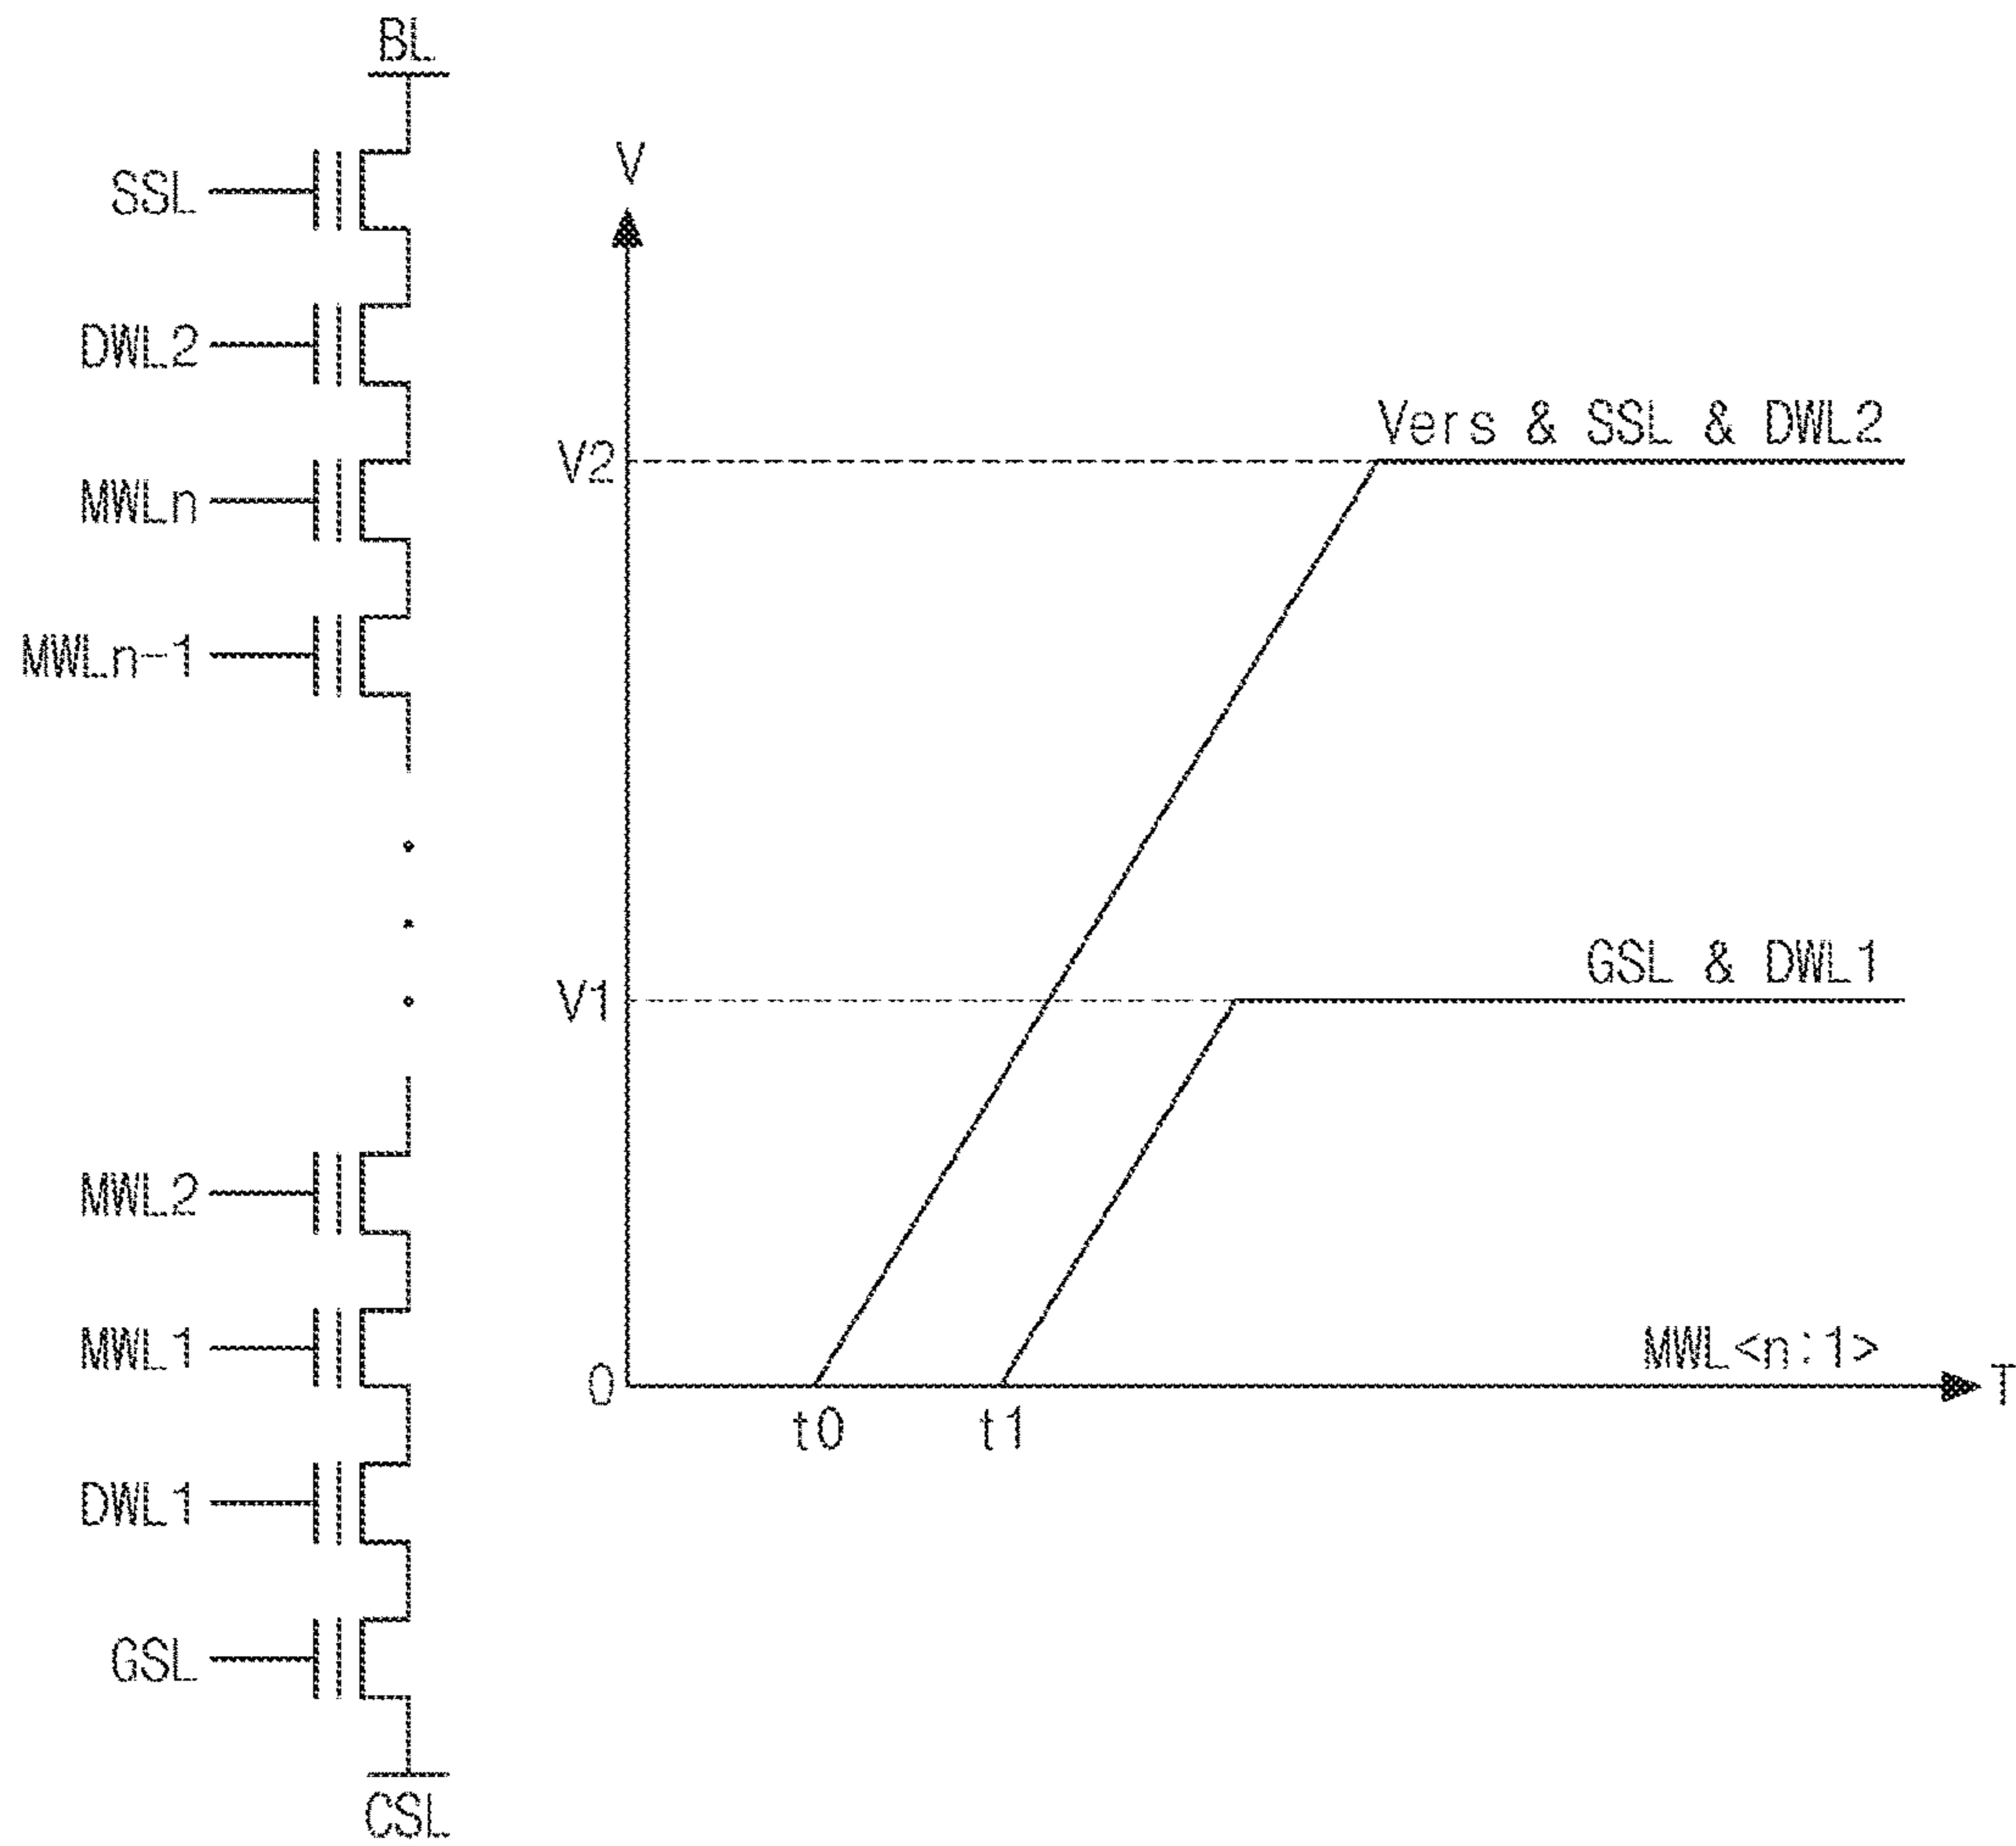 BL
SSL
DWL2
MWLn
MWLn-1
MWL2
MWL1
DWL1
GSL
CSL
V
V2
Vers & SSL & DWL2
V1
GSL & DWL1
MWL<n:1>
0
T
t0
t1